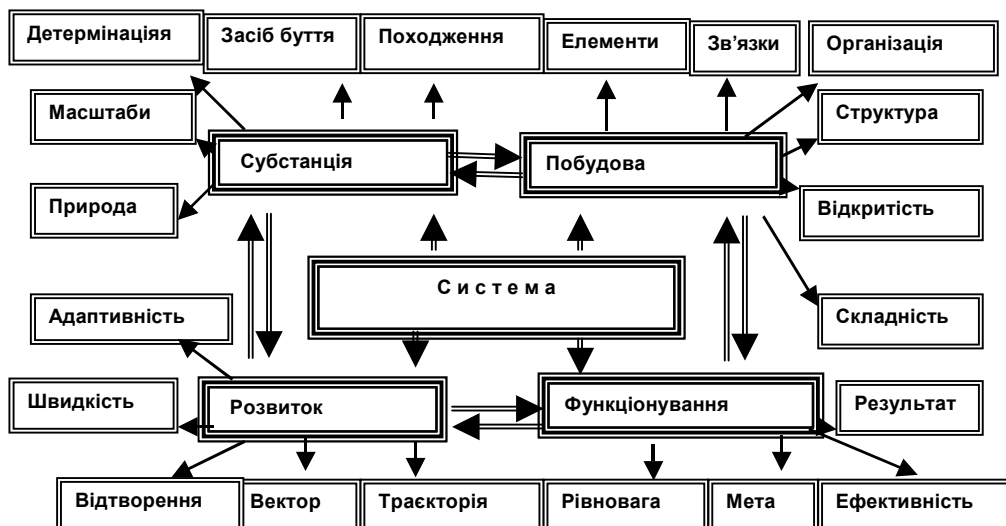 Детермінаціяя
Засіб буття
Походження
Елементи
Зв'язки
Організація
Масштаби
Структура
Субстанція
Побудова
Природа
Відкритість
С и с т е м а
Адаптивність
Складність
Швидкість
Розвиток
Функціонування
Результат
Відтворення
Вектор
Траєкторія
Рівновага
Мета
Ефективність